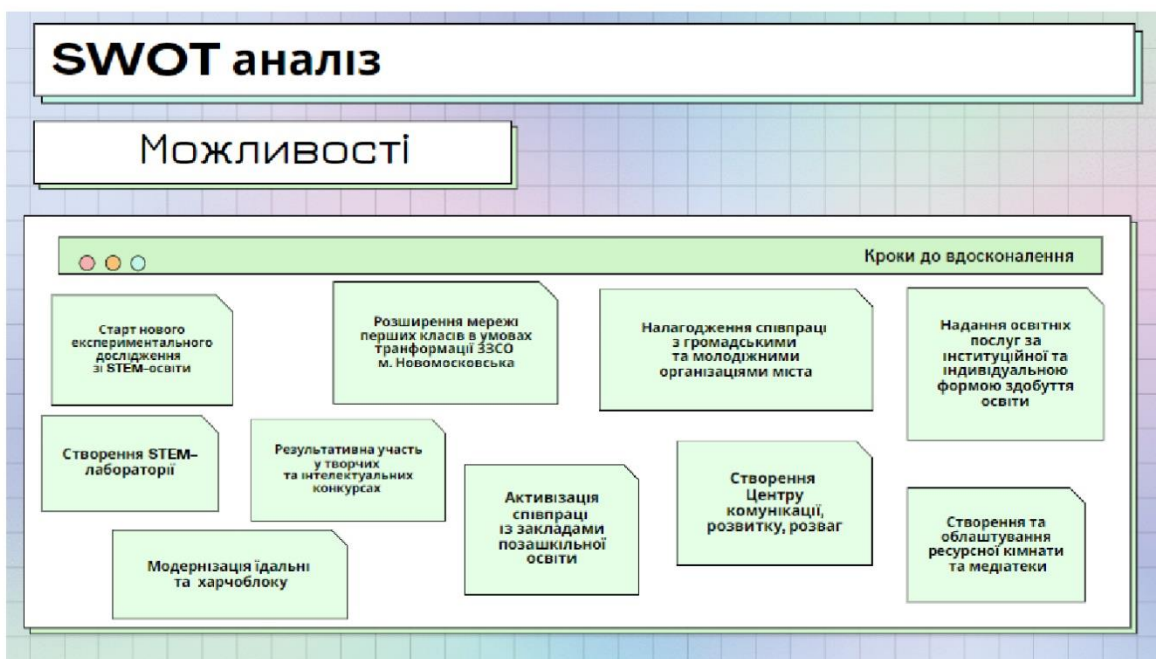 SWOT аналіз
Можливості
Кроки до вдосконалення
Старт нового
експериментального
дослідження
зі STEM-освіти
Розширення мережі
перших класів в умовах
транформації ЗЗСО
м. Новомосковська
Налагодження співпраці
з громадськими
та молодіжними
організаціями міста
Надання освітніх
послуг за
інституційної та
індивідуальною
формою здобуття
освіти
Створення STEM-
лабораторії
Результативна участь
у творчих
та інтелектуальних
конкурсах
Активізація
співпраці
із закладами
позашкільної
освіти
Створення
Центру
комунікації,
розвитку, розваг
Створення та
облаштування
ресурсної кімнати
та медіатеки
Модернізація їдальні
та харчоблоку